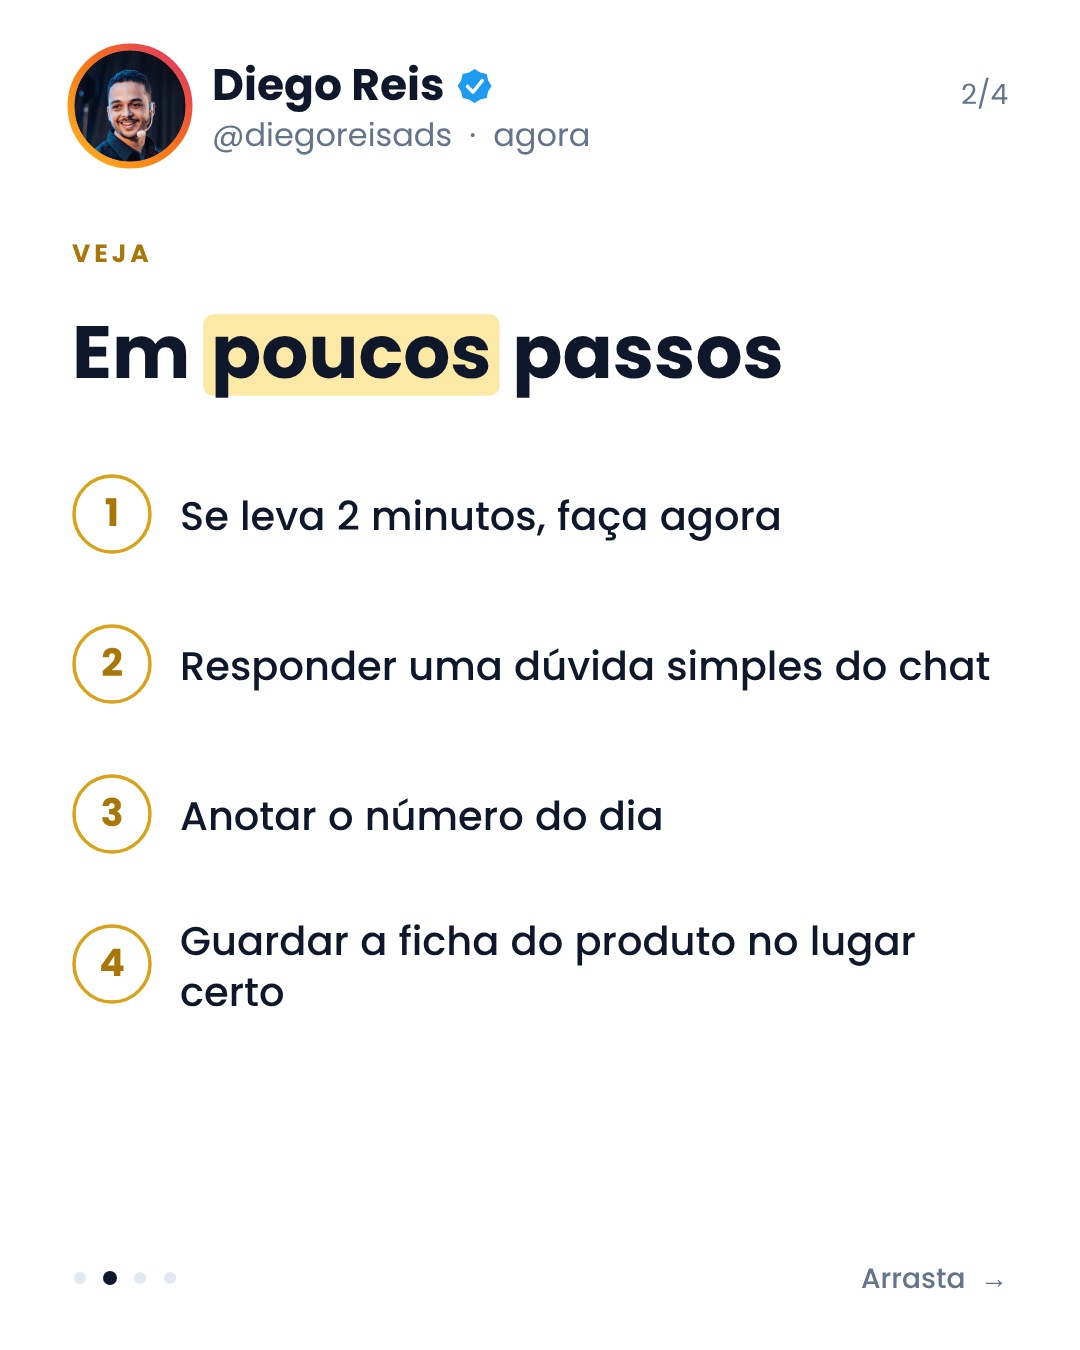 Diego Reis
@diegoreisads · agora
2/4
VEJA
Em poucos passos
1 Se leva 2 minutos, faça agora
2 Responder uma dúvida simples do chat
3 Anotar o número do dia
4 Guardar a ficha do produto no lugar
certo
Arrasta →